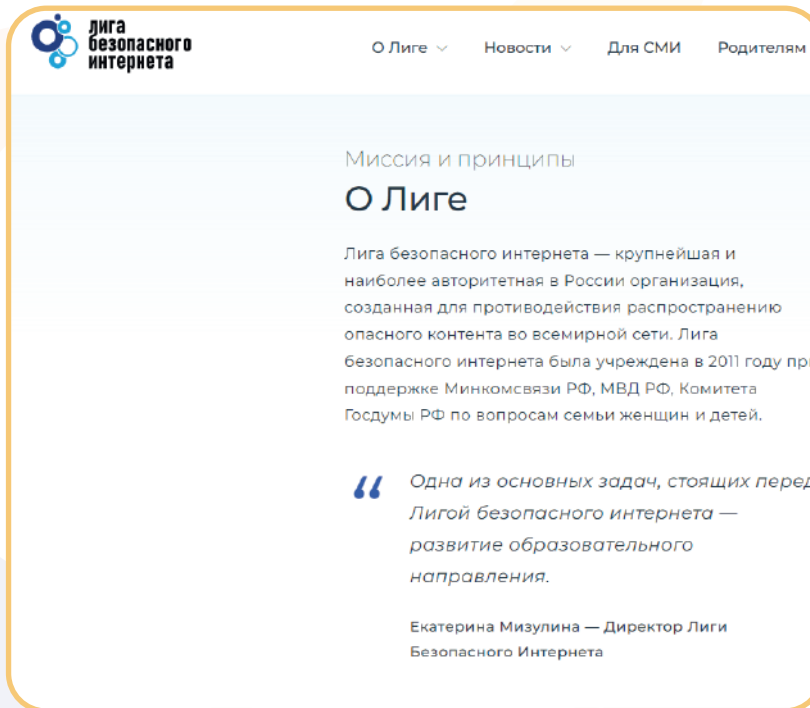 лига
безопасного
интернета
О Лиге
Новости
Для СМИ
Родителям
Миссия и принципы
О Лиге
Лига безопасного интернета — крупнейшая и
наиболее авторитетная в России организация,
созданная для противодействия распространению
опасного контента во всемирной сети. Лига
безопасного интернета была учреждена в 2011 году при
поддержке Минкомсвязи РФ, МВД РФ, Комитета
Госдумы РФ по вопросам семьи женщин и детей.
“ Одна из основных задач, стоящих перед
Лигой безопасного интернета —
развитие образовательного
направления.
Екатерина Мизулина — Директор Лиги
Безопасного Интернета